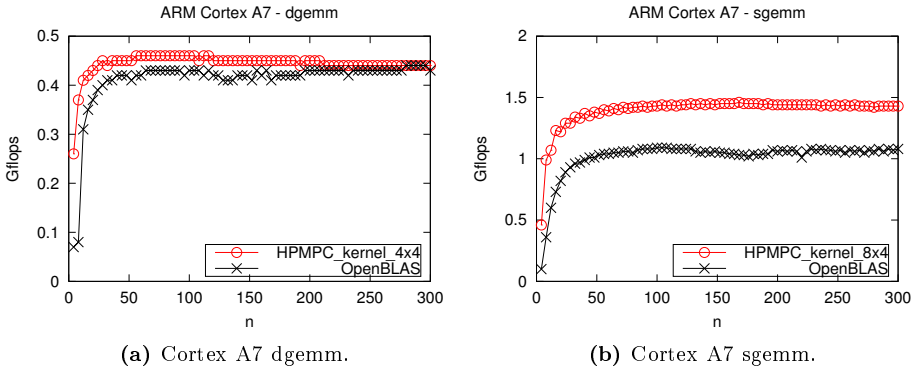 ARM Cortex A7 - dgemm
0.5
0.4
0.3
0.2
0.1
0
Gflops
HPMPC_kernel_4x4
OpenBLAS
0 50 100 150 200 250 300
n
(a) Cortex A7 dgemm.
ARM Cortex A7 - sgemm
2
1.5
1
0.5
0
Gflops
HPMPC_kernel_8x4
OpenBLAS
0 50 100 150 200 250 300
n
(b) Cortex A7 sgemm.